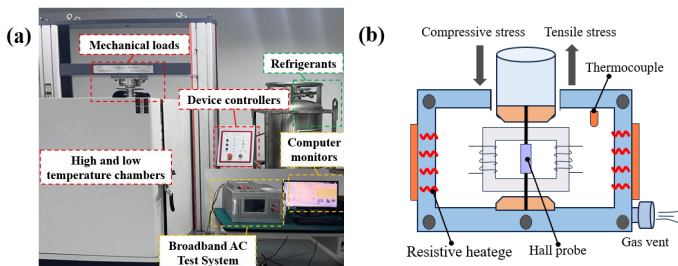 (a)
Mechanical loads
Refrigerants
Device controllers
Computer
monitors
High and low
temperature chambers
Broadband AC
Test System
(b)
Compressive stress
Tensile stress
Thermocouple
Resistive heatege
Hall probe
Gas vent